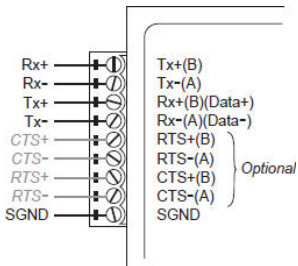 Rx+ Tx+(B)
Rx- Tx-(A)
Tx+ Rx+(B)(Data+)
Tx- Rx-(A)(Data-)
CTS+ RTS+(B)
CTS- RTS-(A)
Optional
RTS+ CTS+(B)
RTS- CTS-(A)
SGND SGND